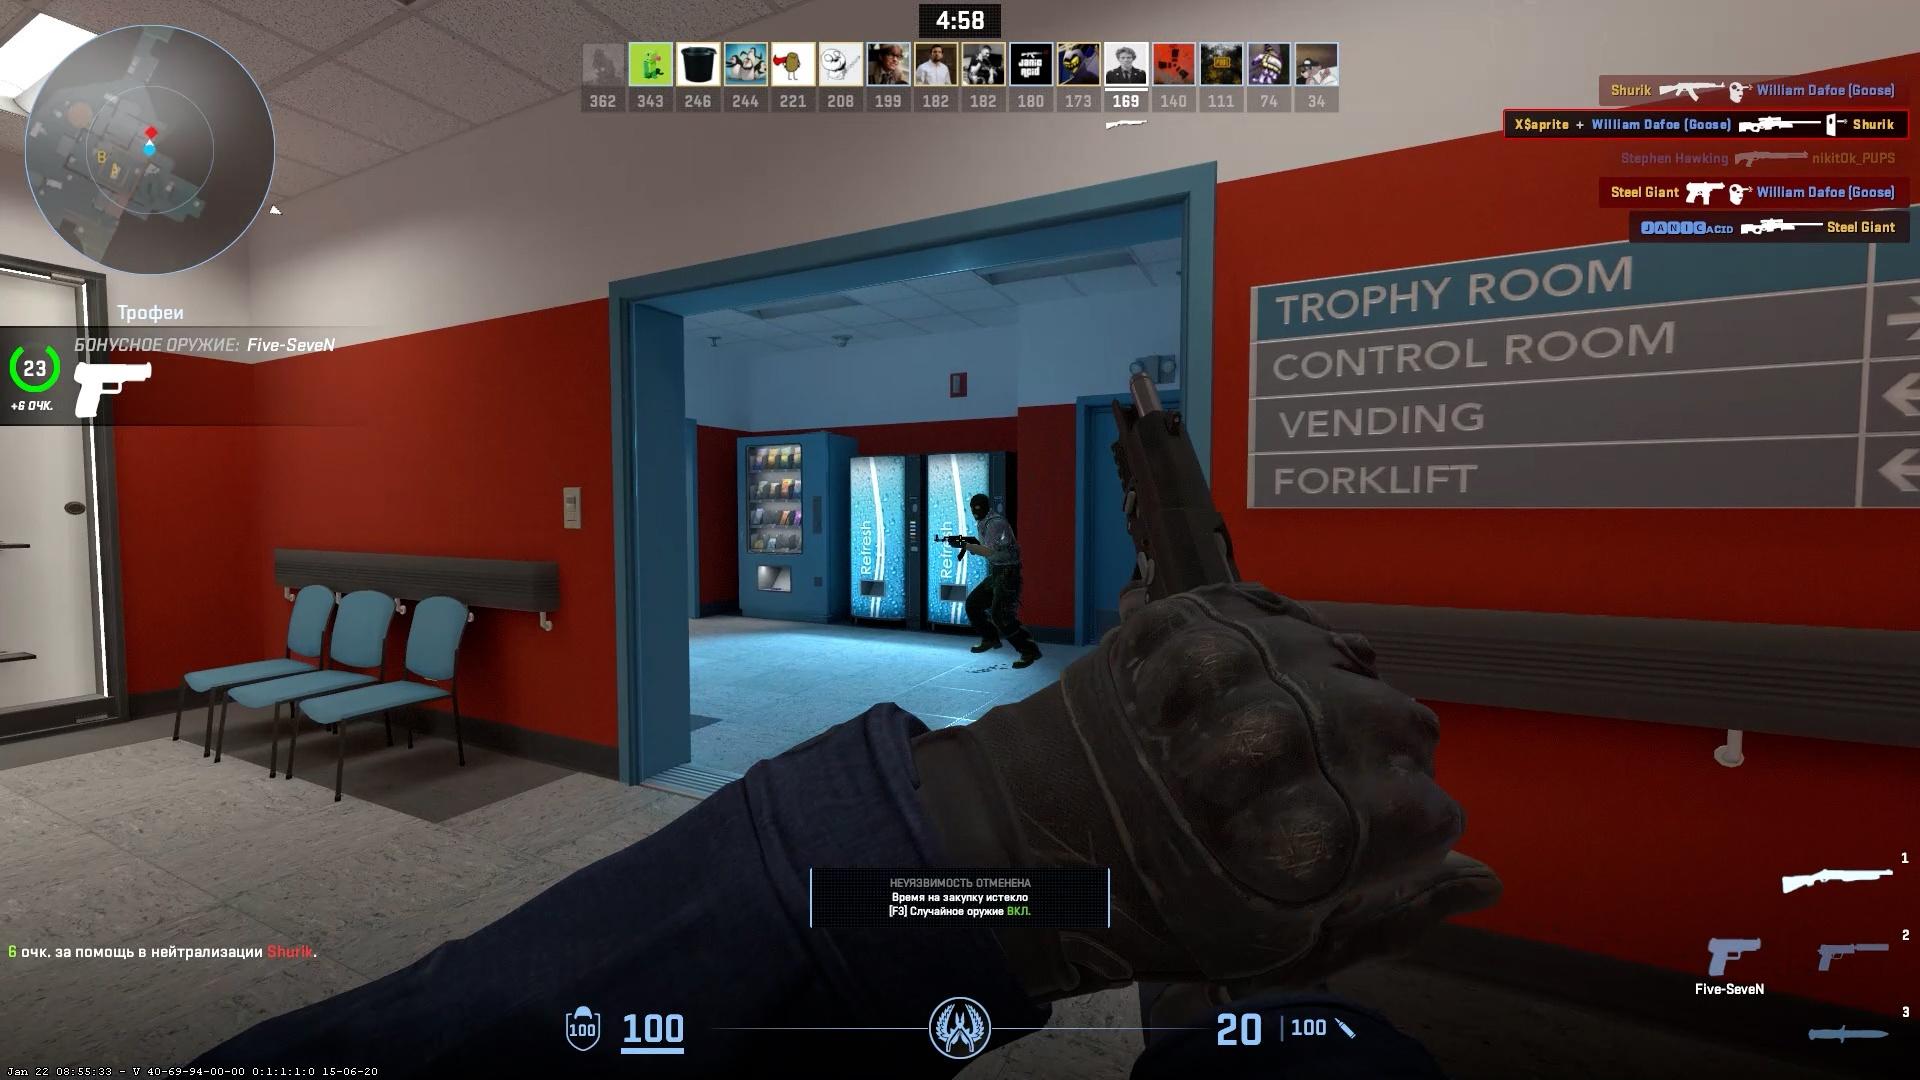 4:58
362 343 246 244 221 208 199 182 182 180 173 169 140 111 74 34
Shurik William Dafoe (Goose)
X$aprite + William Dafoe (Goose) Shurik
Stephen Hawking nikitOk_PUPS
Steel Giant William Dafoe (Goose)
JANICACID Steel Giant
B
Трофеи
БОНУСНОЕ ОРУЖИЕ: Five-SeveN
23
+6 ОЧК.
TROPHY ROOM
CONTROL ROOM
VENDING
FORKLIFT
Refresh
Refresh
НЕУЯЗВИМОСТЬ ОТМЕНЕНА
Время на закупку истекло
[F3] Случайное оружие ВКЛ.
6 очк. за помощь в нейтрализации Shurik.
1
2
Five-SeveN
3
100 100
20 | 100
Jan 22 08:55:33 - V 40-69-94-00-00 0:1:1:1:0 15-06-20